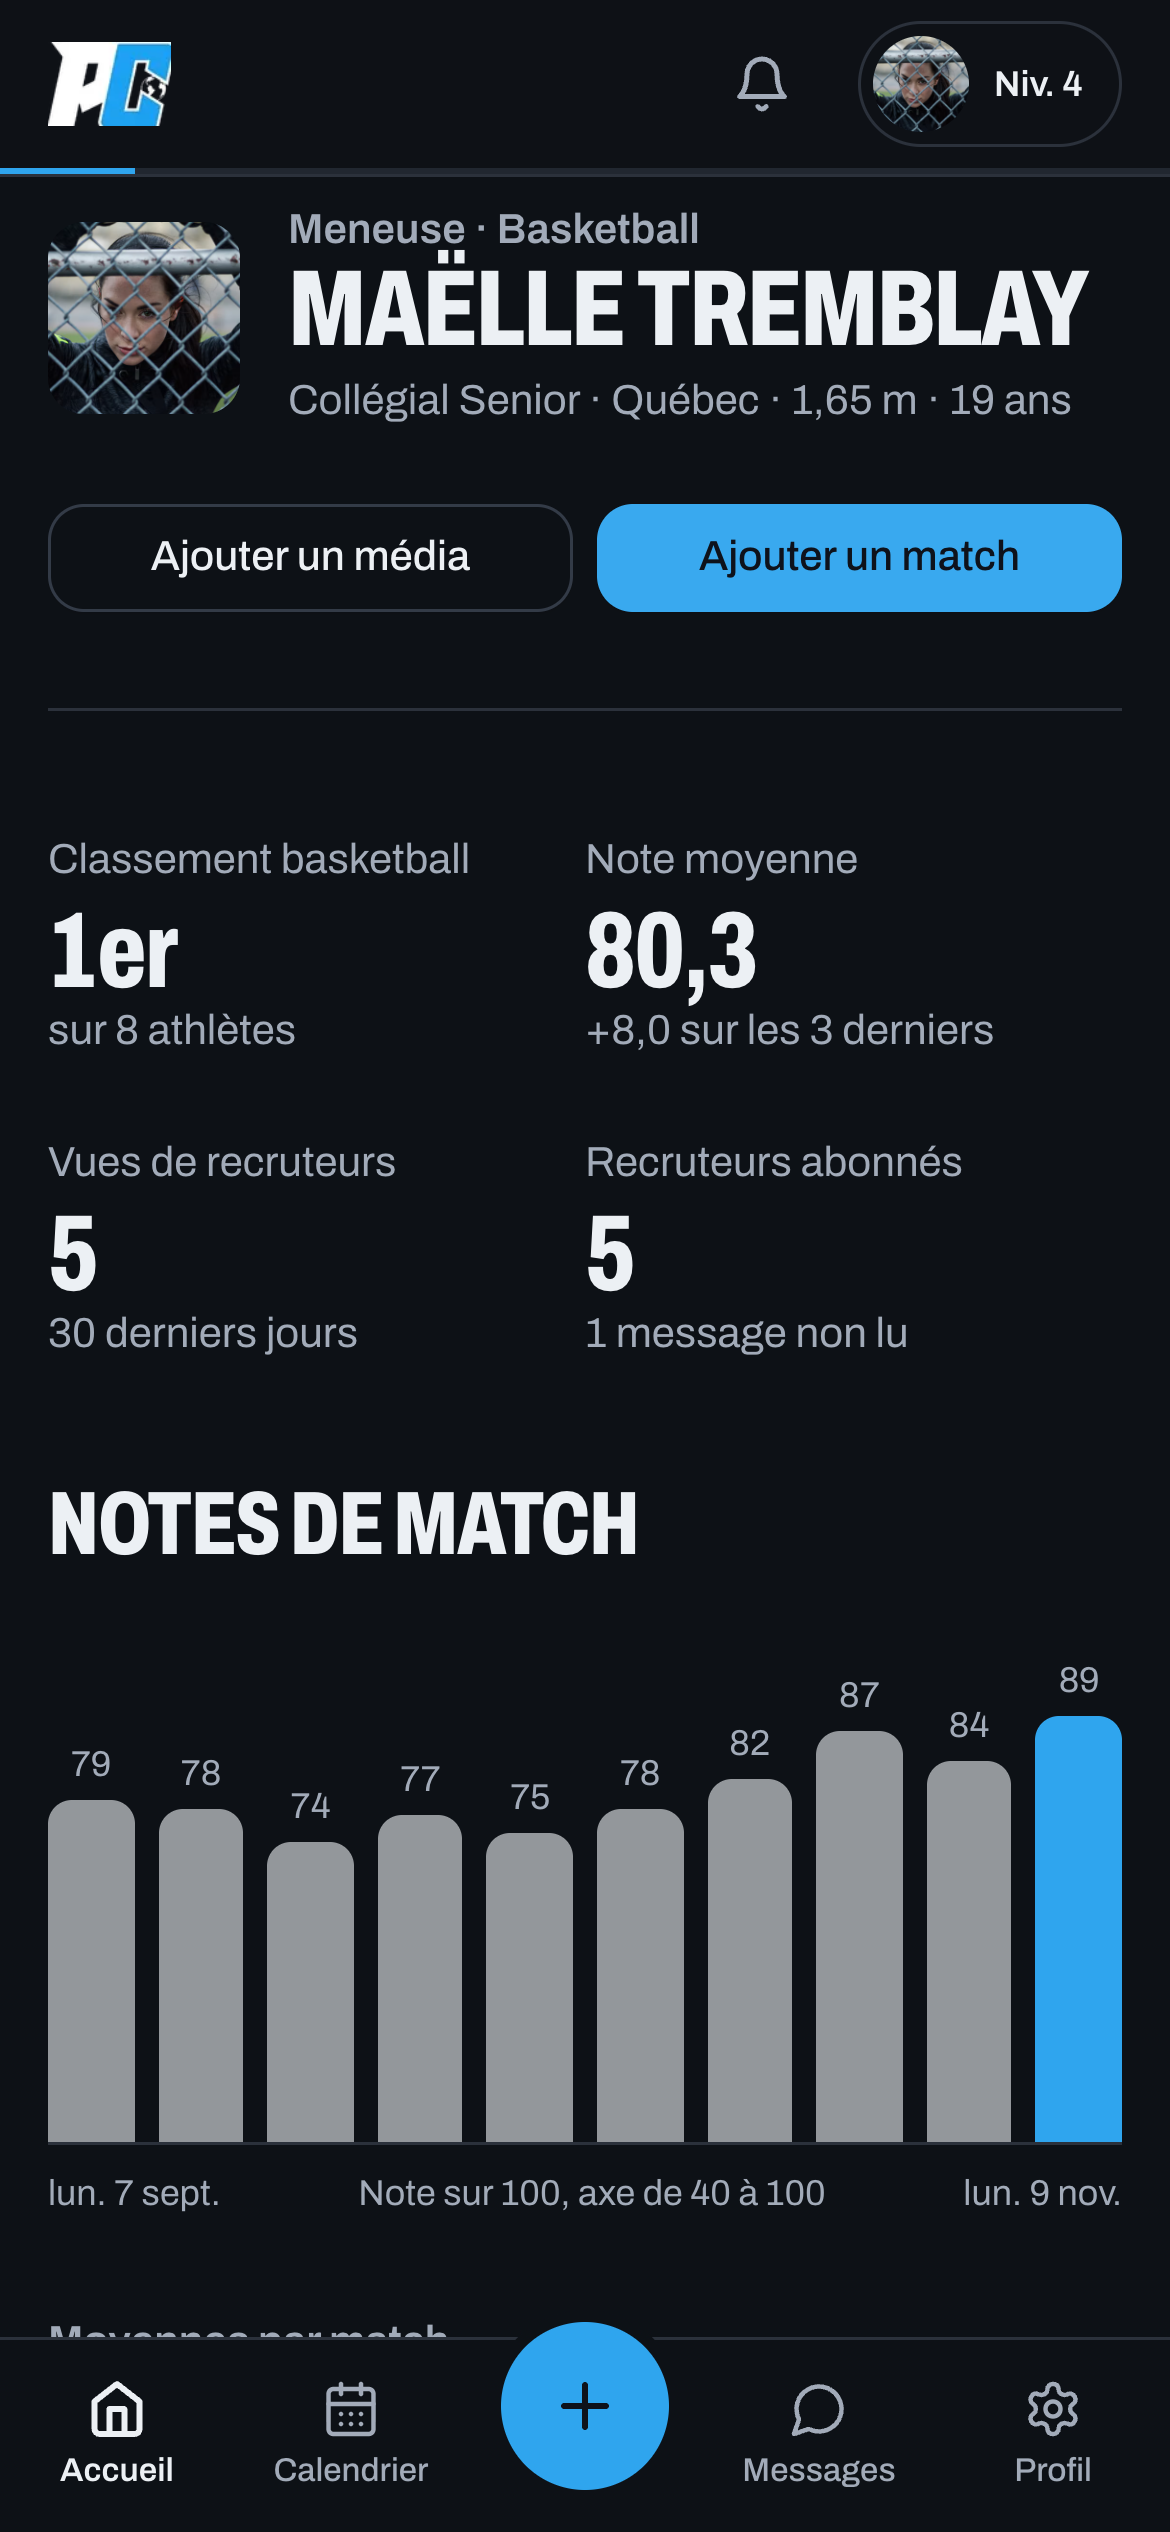 PC
Niv. 4
Meneuse · Basketball
MAËLLE TREMBLAY
Collégial Senior · Québec · 1,65 m · 19 ans
Ajouter un média
Ajouter un match
Classement basketball
1er
sur 8 athlètes
Note moyenne
80,3
+8,0 sur les 3 derniers
Vues de recruteurs
5
30 derniers jours
Recruteurs abonnés
5
1 message non lu
NOTES DE MATCH
79 78 74 77 75 78 82 87 84 89
lun. 7 sept. Note sur 100, axe de 40 à 100 lun. 9 nov.
Moyennes par match
Accueil Calendrier Messages Profil